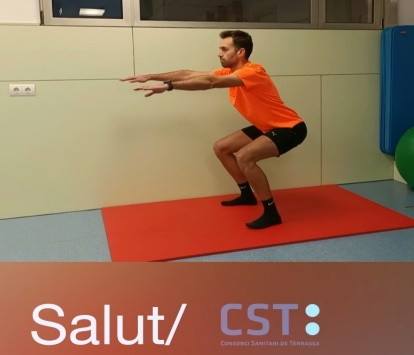 Salut/
CST:
CONSORCI SANITARI DE TERRASSA